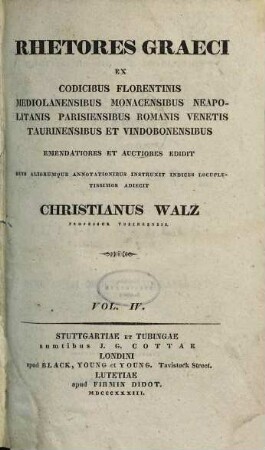 RHETORES GRAECI
EX
CODICIBUS FLORENTINIS
MEDIOLANENSIBUS MONACENSIBUS NEAPO-
LITANIS PARISIENSIBUS ROMANIS VENETIS
TAURINENSIBUS ET VINDOBONENSIBUS
EMENDATIORES ET AUCTIORES EDIDIT
SUIS ALIORUMQUE ANNOTATIONIBUS INSTRUXIT INDICES LOCUPLE-
TISSIMOS ADIECIT
CHRISTIANUS WALZ
PROFESSOR TUBINGENSIS.
VOL. IV.
STUTTGARTIAE ET TUBINGAE
sumtibus J. G. COTTAE
LONDINI
apud BLACK, YOUNG et YOUNG. Tavistock Street.
LUTETIAE
apud FIRMIN DIDOT.
MDCCCXXXIII.